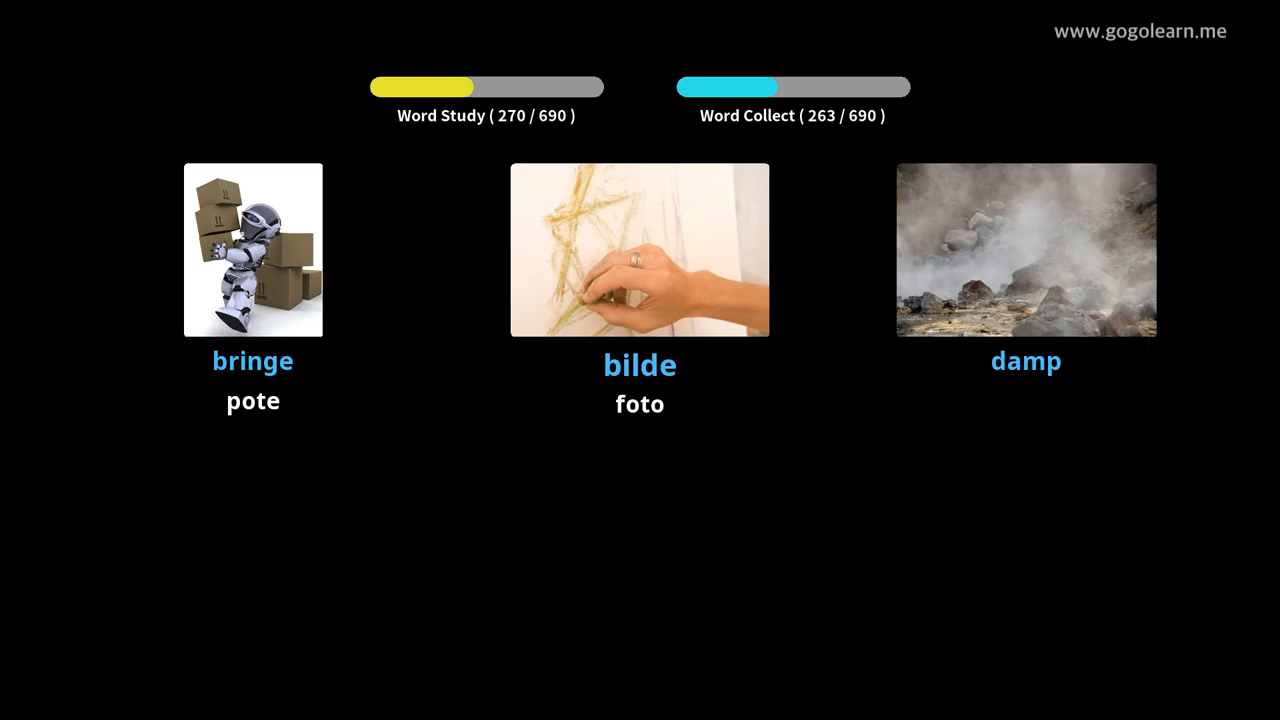 www.gogolearn.me
Word Study ( 270 / 690 )
Word Collect ( 263 / 690 )
bringe
pote
bilde
foto
damp